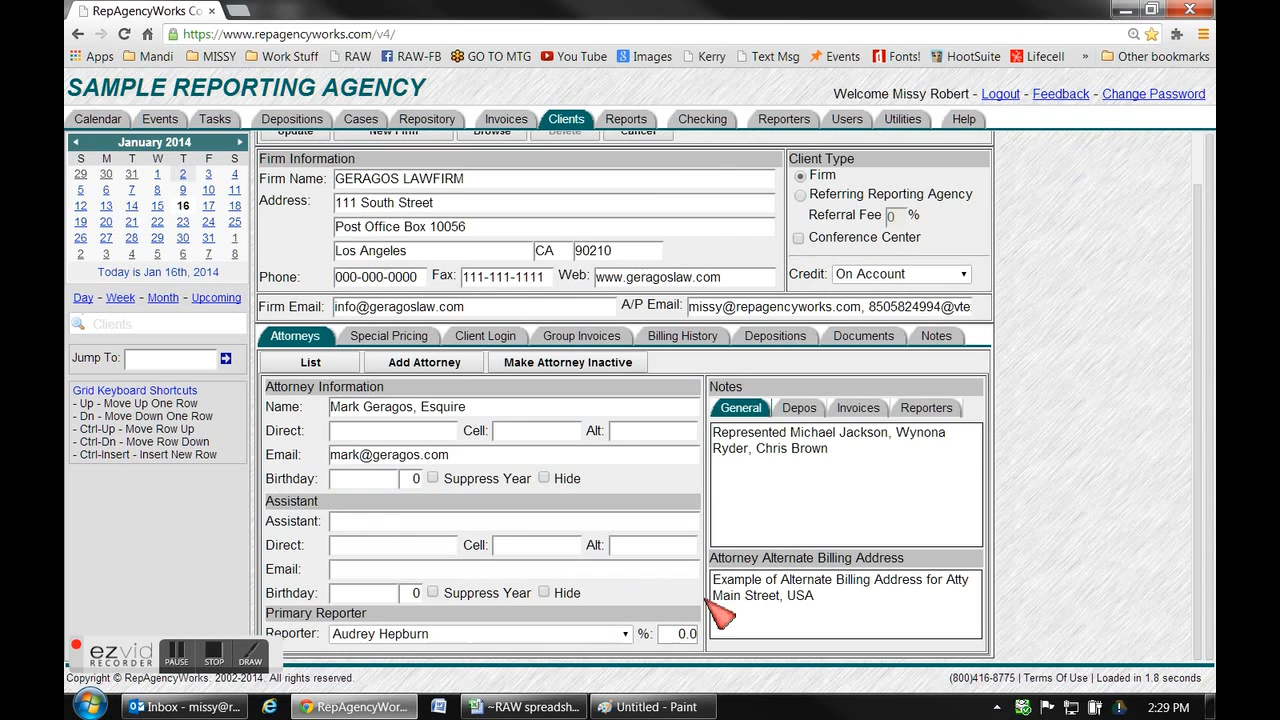 RepAgencyWorks Co
https://www.repagencyworks.com/v4/
Apps Mandi MISSY Work Stuff RAW RAW-FB GO TO MTG You Tube Images Kerry Text Msg Events Fonts! HootSuite Lifecell » Other bookmarks
SAMPLE REPORTING AGENCY
Welcome Missy Robert - Logout - Feedback - Change Password
Calendar Events Tasks Depositions Cases Repository Invoices Clients Reports Checking Reporters Users Utilities Help
Update New Firm Browse Delete Cancel
January 2014
S M T W T F S
29 30 31 1 2 3 4
5 6 7 8 9 10 11
12 13 14 15 16 17 18
19 20 21 22 23 24 25
26 27 28 29 30 31 1
2 3 4 5 6 7 8
Today is Jan 16th, 2014
Day - Week - Month - Upcoming
Clients
Jump To:
Grid Keyboard Shortcuts
- Up - Move Up One Row
- Dn - Move Down One Row
- Ctrl-Up - Move Row Up
- Ctrl-Dn - Move Row Down
- Ctrl-Insert - Insert New Row
Firm Information
Firm Name: GERAGOS LAWFIRM
Address: 111 South Street
Post Office Box 10056
Los Angeles CA 90210
Phone: 000-000-0000 Fax: 111-111-1111 Web: www.geragoslaw.com
Client Type
Firm
Referring Reporting Agency
Referral Fee 0 %
Conference Center
Credit: On Account
Firm Email: info@geragoslaw.com A/P Email: missy@repagencyworks.com, 8505824994@vte
Attorneys Special Pricing Client Login Group Invoices Billing History Depositions Documents Notes
List Add Attorney Make Attorney Inactive
Attorney Information
Name: Mark Geragos, Esquire
Direct: Cell: Alt:
Email: mark@geragos.com
Birthday: 0 Suppress Year Hide
Assistant
Assistant:
Direct: Cell: Alt:
Email:
Birthday: 0 Suppress Year Hide
Primary Reporter
Reporter: Audrey Hepburn %: 0.0
Notes
General Depos Invoices Reporters
Represented Michael Jackson, Wynona
Ryder, Chris Brown
Attorney Alternate Billing Address
Example of Alternate Billing Address for Atty
Main Street, USA
ezvid
RECORDER
PAUSE STOP DRAW
Copyright © RepAgencyWorks. 2002-2014. All rights reserved.
(800)416-8775 | Terms Of Use | Loaded in 1.8 seconds
Inbox - missy@r... RepAgencyWor... ~RAW spreadsh... Untitled - Paint 2:29 PM